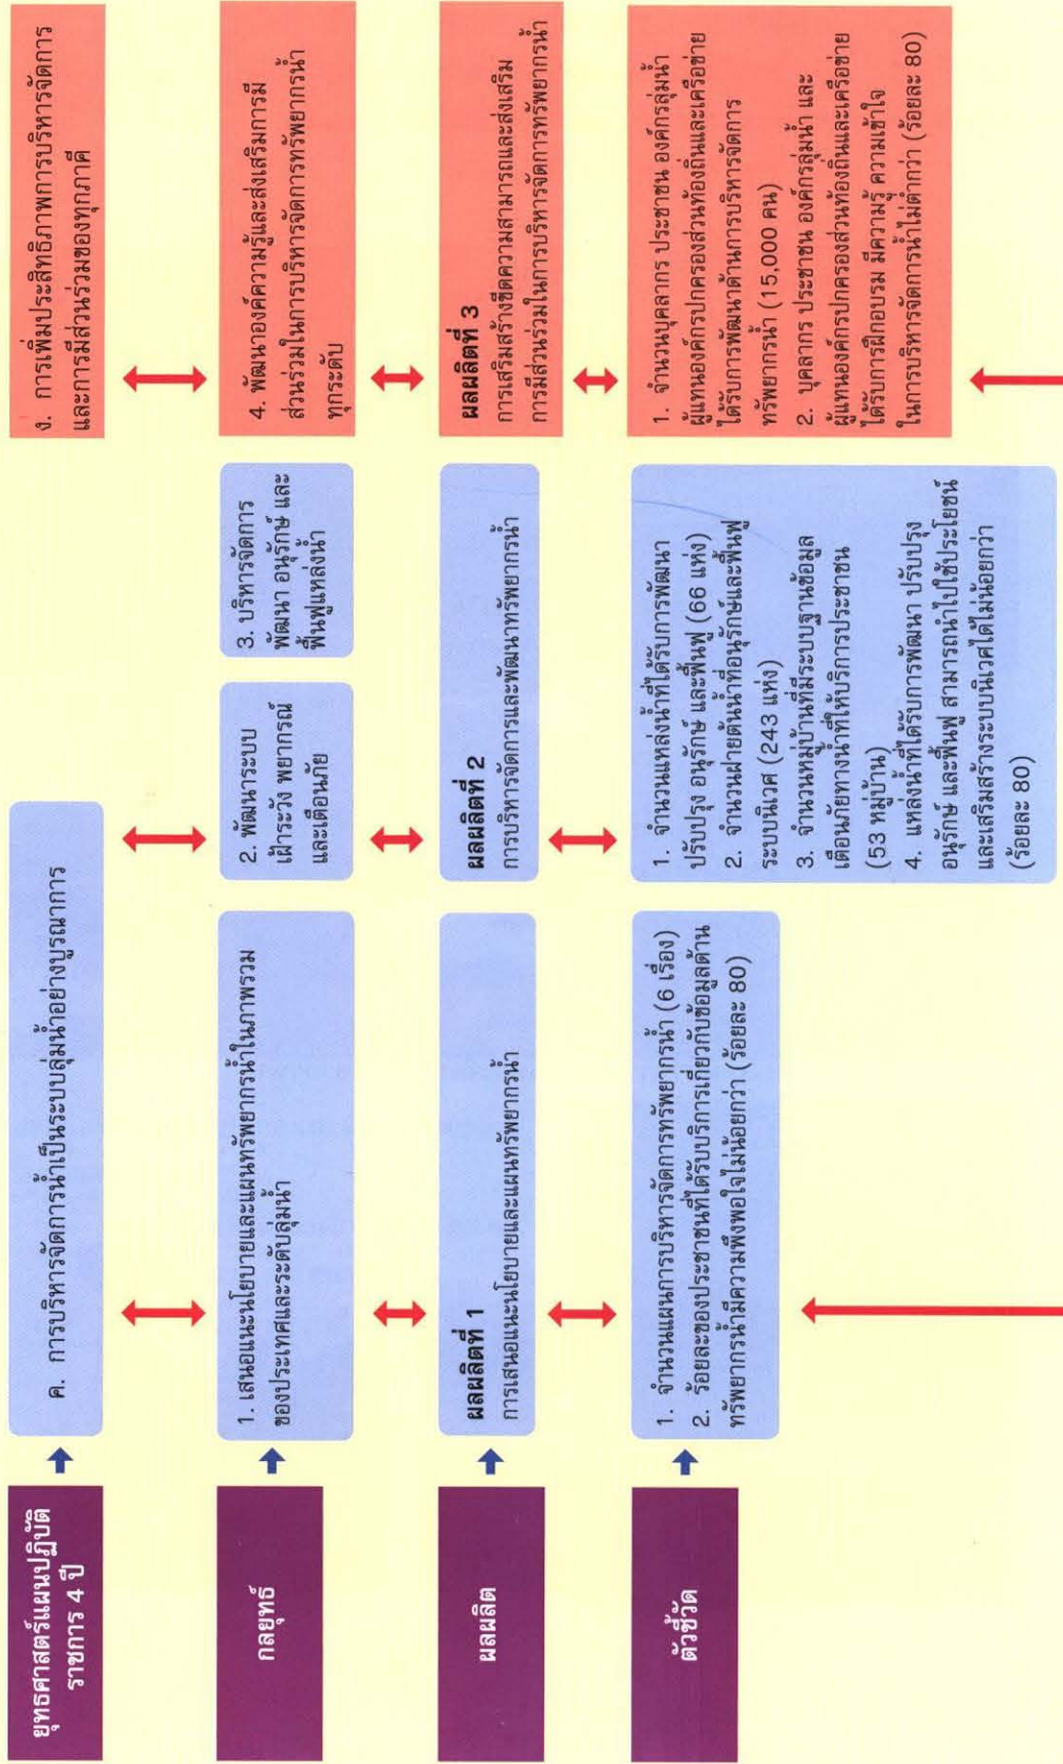 ยุทธศาสตร์แผนปฏิบัติ
ราชการ 4 ปี
ค. การบริหารจัดการน้ำเป็นระบบลุ่มน้ำอย่างบูรณาการ
ง. การเพิ่มประสิทธิภาพการบริหารจัดการ
และการมีส่วนร่วมของทุกภาคี
กลยุทธ์
1. เสนอแนะนโยบายและแผนทรัพยากรน้ำในภาพรวม
ของประเทศและระดับลุ่มน้ำ
2. พัฒนาระบบ
เฝ้าระวัง พยากรณ์
และเตือนภัย
3. บริหารจัดการ
พัฒนา อนุรักษ์ และ
ฟื้นฟูแหล่งน้ำ
4. พัฒนาองค์ความรู้และส่งเสริมการมี
ส่วนร่วมในการบริหารจัดการทรัพยากรน้ำ
ทุกระดับ
ผลผลิต
ผลผลิตที่ 1
การเสนอแนะนโยบายและแผนทรัพยากรน้ำ
ผลผลิตที่ 2
การบริหารจัดการและพัฒนาทรัพยากรน้ำ
ผลผลิตที่ 3
การเสริมสร้างขีดความสามารถและส่งเสริม
การมีส่วนร่วมในการบริหารจัดการทรัพยากรน้ำ
ตัวชี้วัด
1. จำนวนแผนการบริหารจัดการทรัพยากรน้ำ (6 เรื่อง)
2. ร้อยละของประชาชนที่ได้รับบริการเกี่ยวกับข้อมูลด้าน
ทรัพยากรน้ำมีความพึงพอใจไม่น้อยกว่า (ร้อยละ 80)
1. จำนวนแหล่งน้ำที่ได้รับการพัฒนา
ปรับปรุง อนุรักษ์ และฟื้นฟู (66 แห่ง)
2. จำนวนฝายต้นน้ำที่อนุรักษ์และฟื้นฟู
ระบบนิเวศ (243 แห่ง)
3. จำนวนหมู่บ้านที่มีระบบฐานข้อมูล
เตือนภัยทางน้ำที่ให้บริการประชาชน
(53 หมู่บ้าน)
4. แหล่งน้ำที่ได้รับการพัฒนา ปรับปรุง
อนุรักษ์ และฟื้นฟู สามารถนำไปใช้ประโยชน์
และเสริมสร้างระบบนิเวศได้ไม่น้อยกว่า
(ร้อยละ 80)
1. จำนวนบุคลากร ประชาชน องค์กรลุ่มน้ำ
ผู้แทนองค์กรปกครองส่วนท้องถิ่นและเครือข่าย
ได้รับการพัฒนาด้านการบริหารจัดการ
ทรัพยากรน้ำ (15,000 คน)
2. บุคลากร ประชาชน องค์กรลุ่มน้ำ และ
ผู้แทนองค์กรปกครองส่วนท้องถิ่นและเครือข่าย
ได้รับการฝึกอบรม มีความรู้ ความเข้าใจ
ในการบริหารจัดการน้ำไม่ต่ำกว่า (ร้อยละ 80)